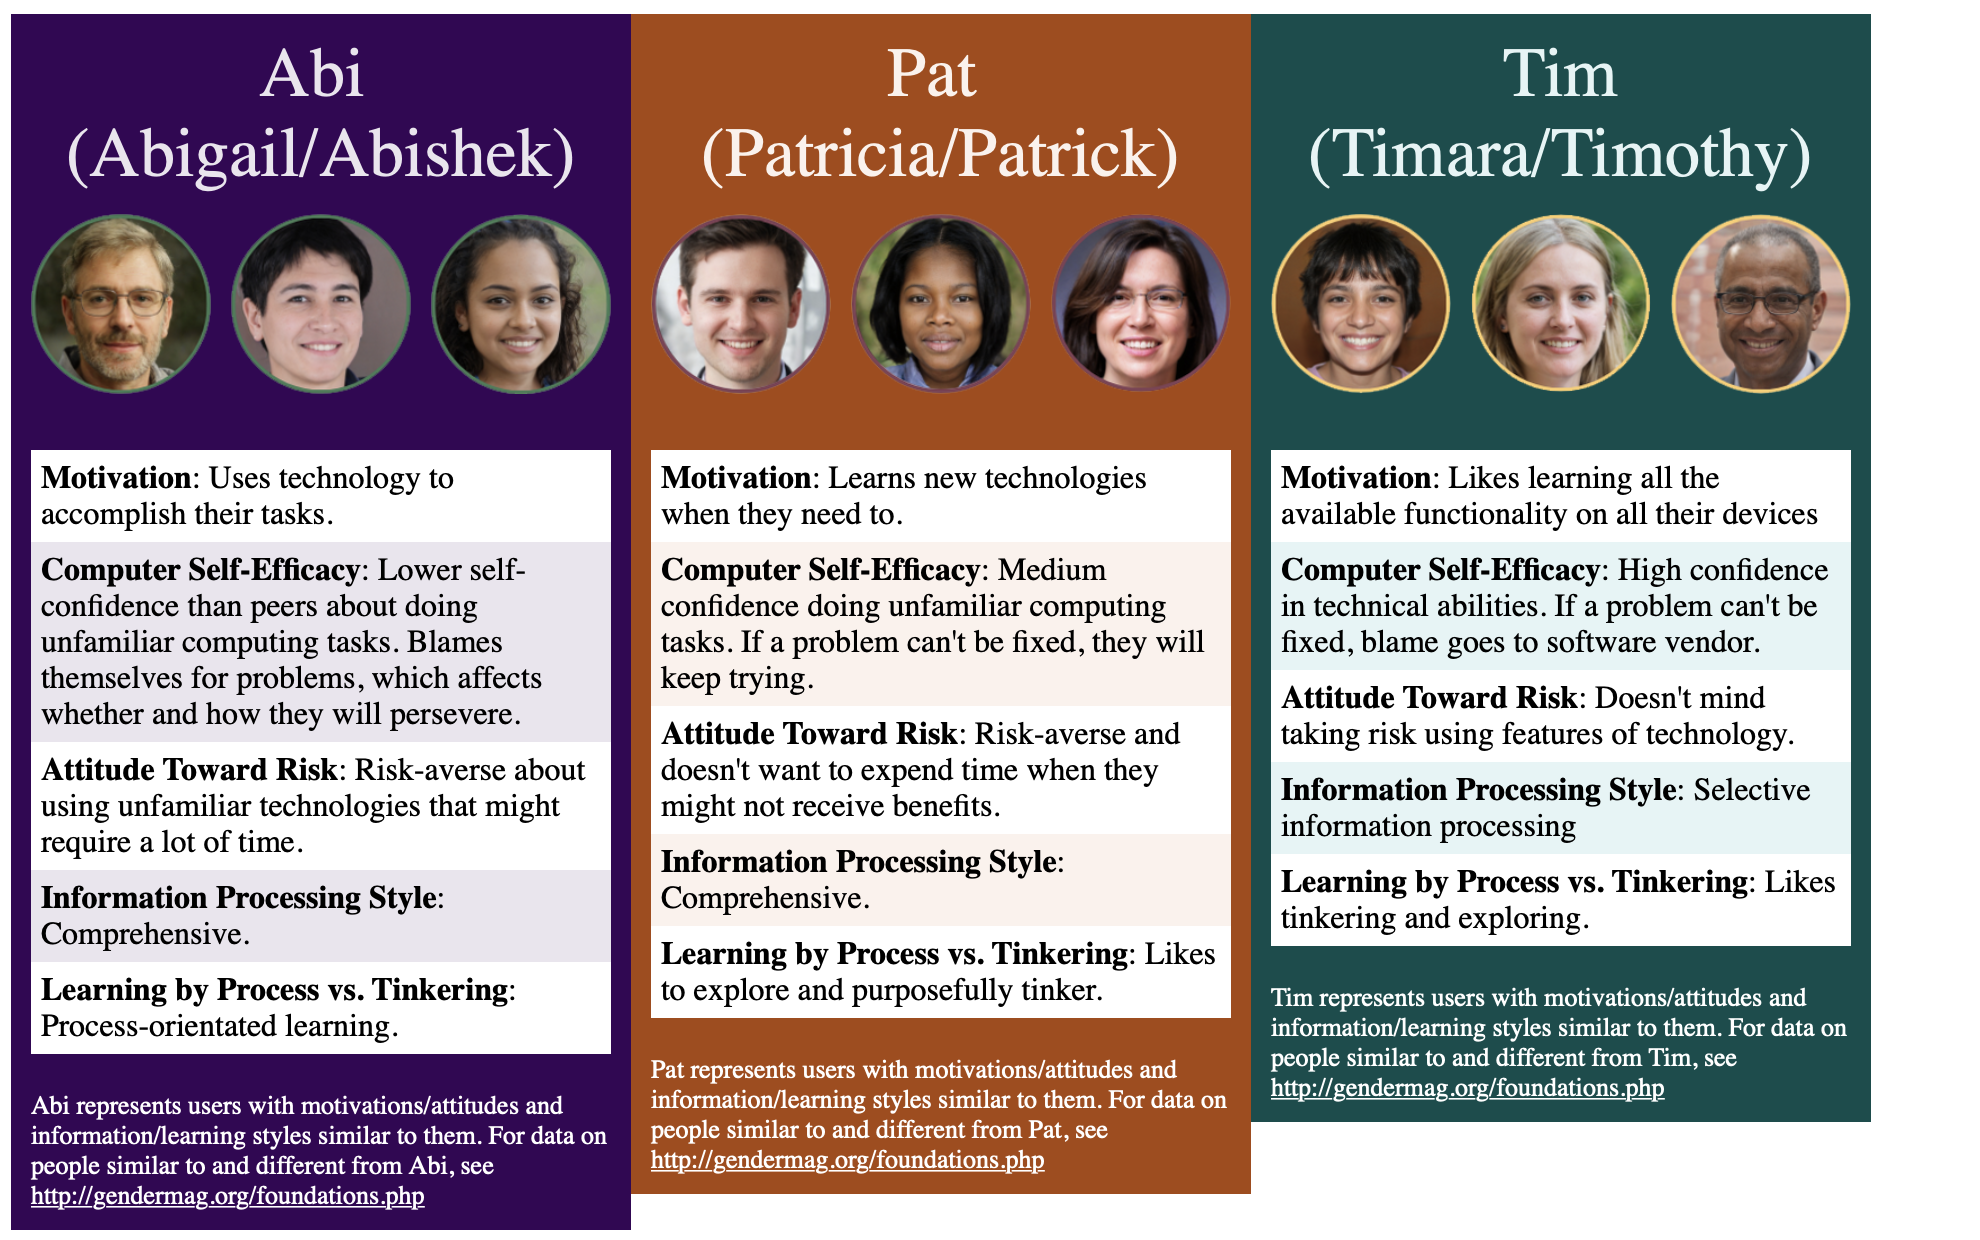 Abi
(Abigail/Abishek)
Motivation: Uses technology to
accomplish their tasks.
Computer Self-Efficacy: Lower self-
confidence than peers about doing
unfamiliar computing tasks. Blames
themselves for problems, which affects
whether and how they will persevere.
Attitude Toward Risk: Risk-averse about
using unfamiliar technologies that might
require a lot of time.
Information Processing Style:
Comprehensive.
Learning by Process vs. Tinkering:
Process-orientated learning.
Abi represents users with motivations/attitudes and
information/learning styles similar to them. For data on
people similar to and different from Abi, see
http://gendermag.org/foundations.php
Pat
(Patricia/Patrick)
Motivation: Learns new technologies
when they need to.
Computer Self-Efficacy: Medium
confidence doing unfamiliar computing
tasks. If a problem can't be fixed, they will
keep trying.
Attitude Toward Risk: Risk-averse and
doesn't want to expend time when they
might not receive benefits.
Information Processing Style:
Comprehensive.
Learning by Process vs. Tinkering: Likes
to explore and purposefully tinker.
Pat represents users with motivations/attitudes and
information/learning styles similar to them. For data on
people similar to and different from Pat, see
http://gendermag.org/foundations.php
Tim
(Timara/Timothy)
Motivation: Likes learning all the
available functionality on all their devices
Computer Self-Efficacy: High confidence
in technical abilities. If a problem can't be
fixed, blame goes to software vendor.
Attitude Toward Risk: Doesn't mind
taking risk using features of technology.
Information Processing Style: Selective
information processing
Learning by Process vs. Tinkering: Likes
tinkering and exploring.
Tim represents users with motivations/attitudes and
information/learning styles similar to them. For data on
people similar to and different from Tim, see
http://gendermag.org/foundations.php